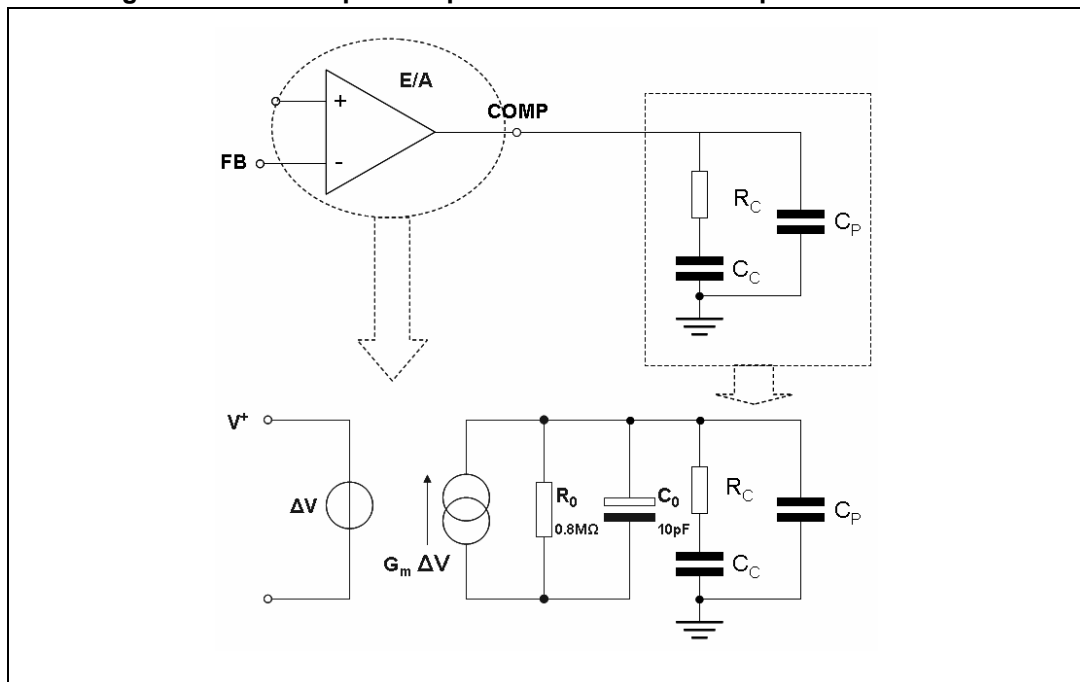 E/A
+
COMP
FB
-
R_C
C_P
C_C
V⁺
ΔV
G_m ΔV
R_0
0.8MΩ
C_0
10pF
R_C
C_C
C_P